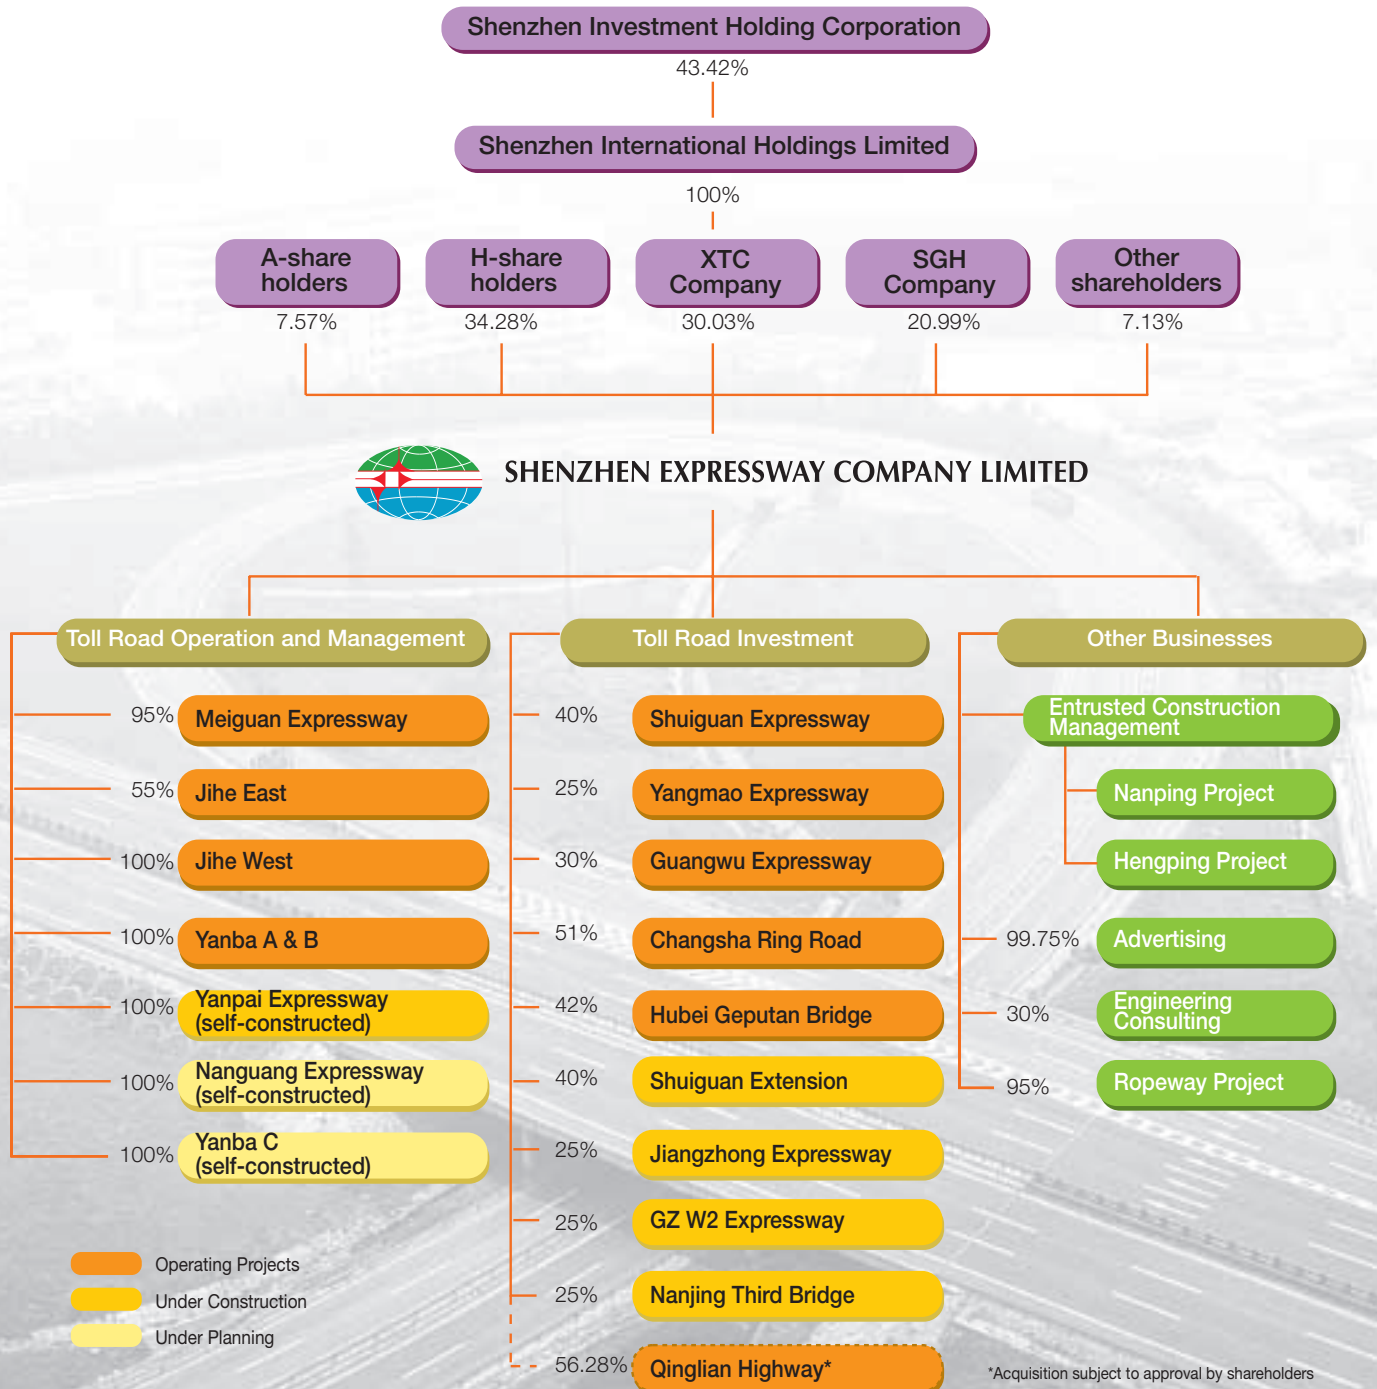 Shenzhen Investment Holding Corporation
43.42%
Shenzhen International Holdings Limited
100%
A-share
holders
7.57%
H-share
holders
34.28%
XTC
Company
30.03%
SGH
Company
20.99%
Other
shareholders
7.13%
SHENZHEN EXPRESSWAY COMPANY LIMITED
Toll Road Operation and Management
95% Meiguan Expressway
55% Jihe East
100% Jihe West
100% Yanba A & B
100% Yanpai Expressway
(self-constructed)
100% Nanguang Expressway
(self-constructed)
100% Yanba C
(self-constructed)
Toll Road Investment
40% Shuiguan Expressway
25% Yangmao Expressway
30% Guangwu Expressway
51% Changsha Ring Road
42% Hubei Geputan Bridge
40% Shuiguan Extension
25% Jiangzhong Expressway
25% GZ W2 Expressway
25% Nanjing Third Bridge
56.28% Qinglian Highway*
Other Businesses
Entrusted Construction
Management
Nanping Project
Hengping Project
99.75% Advertising
30% Engineering
Consulting
95% Ropeway Project
Operating Projects
Under Construction
Under Planning
*Acquisition subject to approval by shareholders